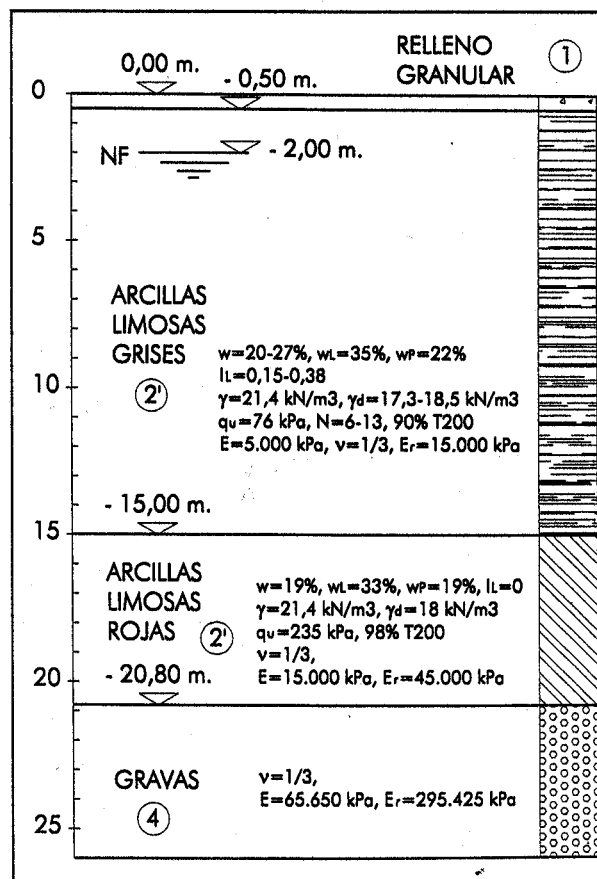 RELLENO
GRANULAR
1
0,00 m.
- 0,50 m.
0
NF
- 2,00 m.
5
ARCILLAS
LIMOSAS
GRISES
2'
w=20-27%, wL=35%, wP=22%
IL=0,15-0,38
γ=21,4 kN/m3, γd=17,3-18,5 kN/m3
qu=76 kPa, N=6-13, 90% T200
E=5.000 kPa, ν=1/3, Er=15.000 kPa
10
- 15,00 m.
15
ARCILLAS
LIMOSAS
ROJAS
2'
w=19%, wL=33%, wP=19%, IL=0
γ=21,4 kN/m3, γd=18 kN/m3
qu=235 kPa, 98% T200
ν=1/3,
E=15.000 kPa, Er=45.000 kPa
20
- 20,80 m.
GRAVAS
4
ν=1/3,
E=65.650 kPa, Er=295.425 kPa
25